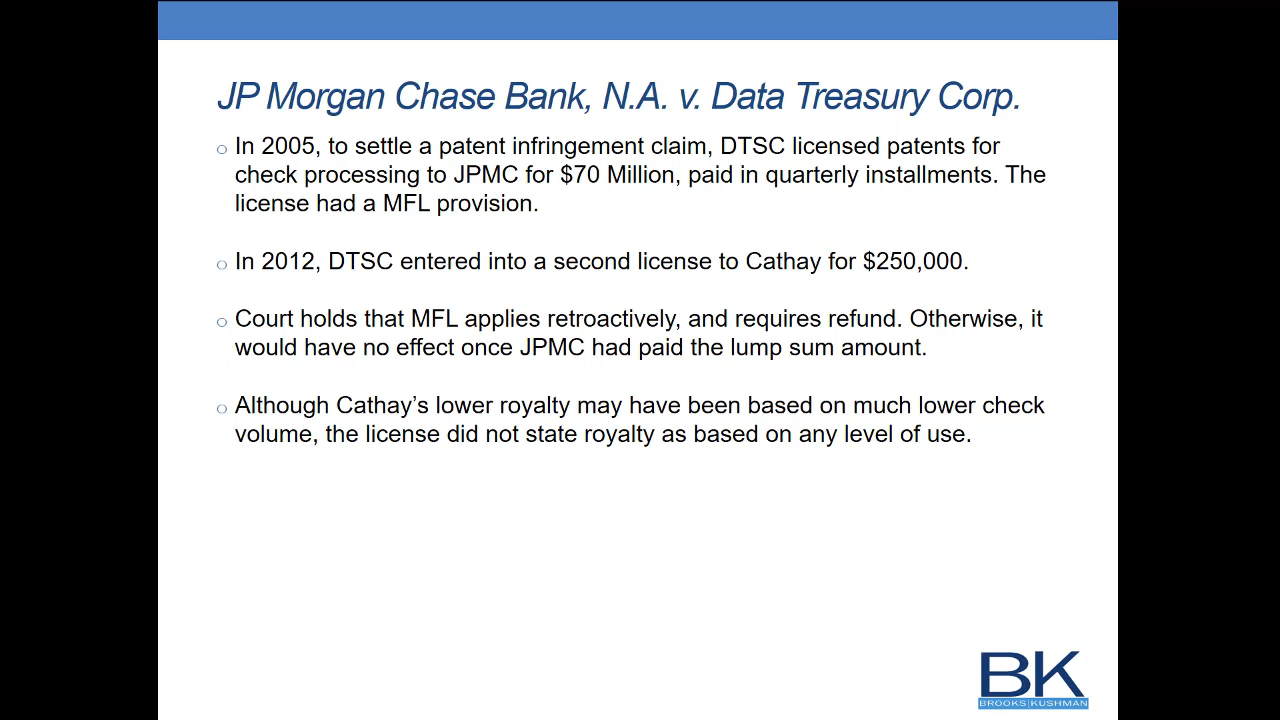 JP Morgan Chase Bank, N.A. v. Data Treasury Corp.
In 2005, to settle a patent infringement claim, DTSC licensed patents for
check processing to JPMC for $70 Million, paid in quarterly installments. The
license had a MFL provision.
In 2012, DTSC entered into a second license to Cathay for $250,000.
Court holds that MFL applies retroactively, and requires refund. Otherwise, it
would have no effect once JPMC had paid the lump sum amount.
Although Cathay’s lower royalty may have been based on much lower check
volume, the license did not state royalty as based on any level of use.
BK
BROOKS|KUSHMAN